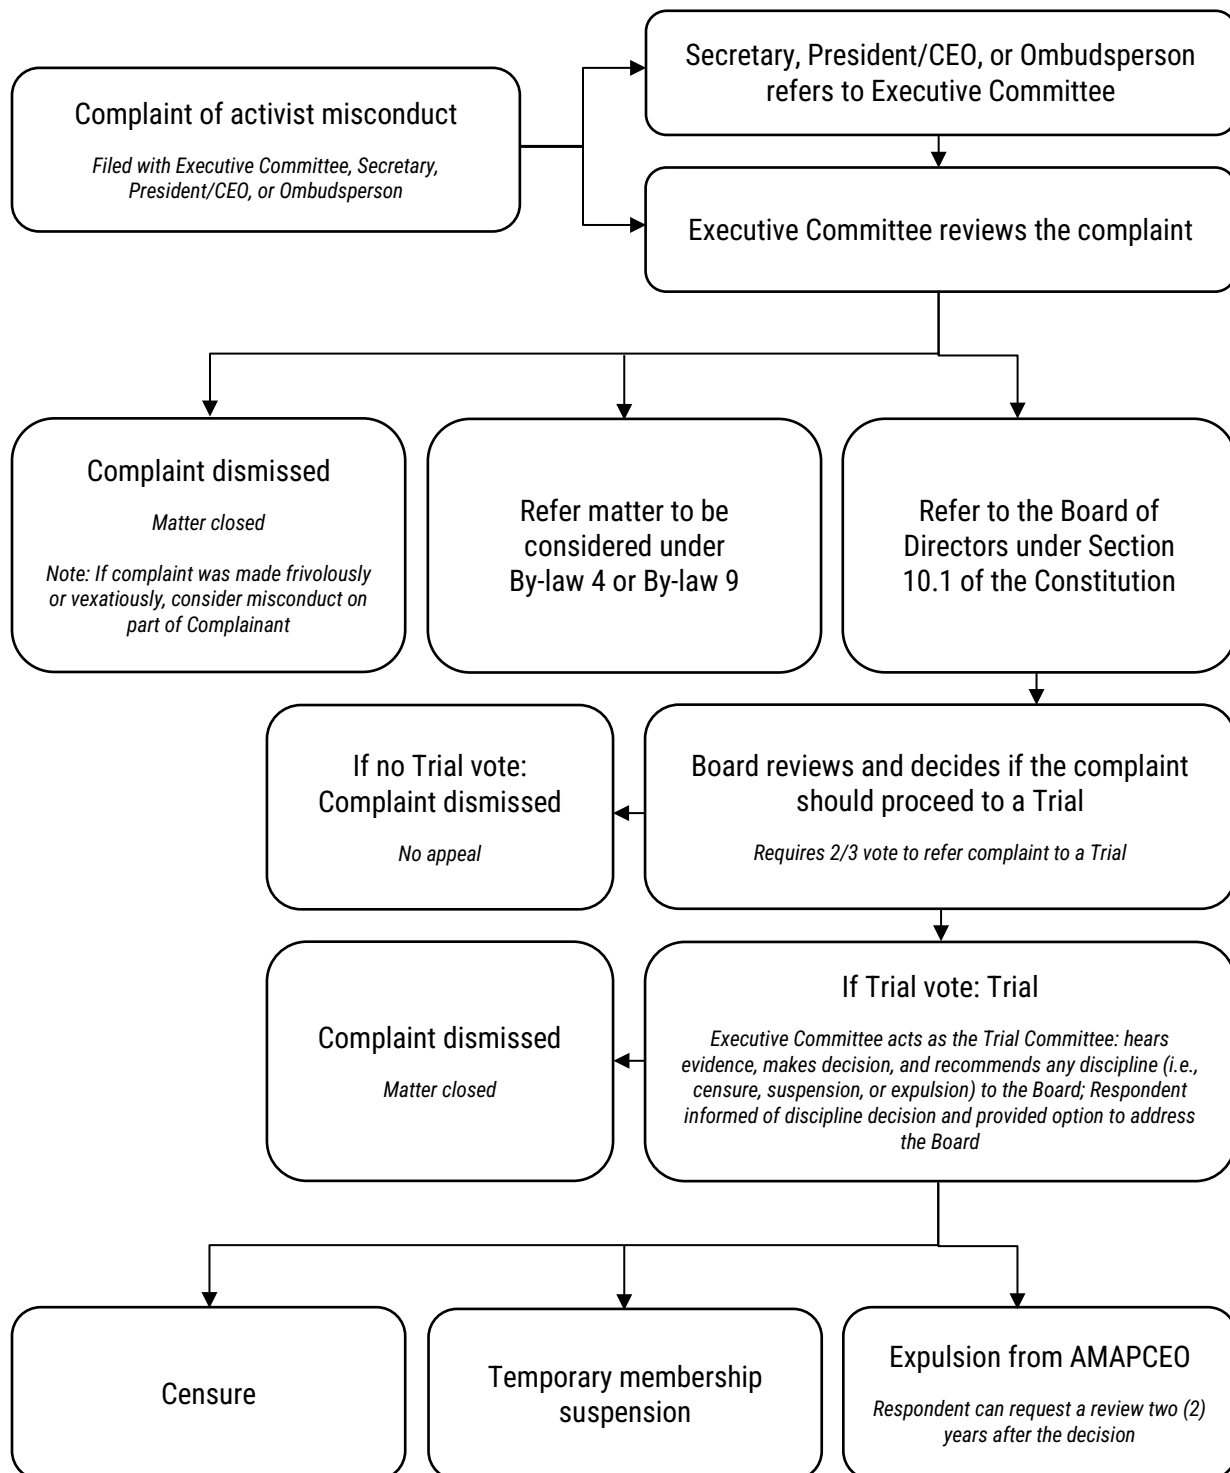 Secretary, President/CEO, or Ombudsperson
refers to Executive Committee
Complaint of activist misconduct
Filed with Executive Committee, Secretary,
President/CEO, or Ombudsperson
Executive Committee reviews the complaint
Complaint dismissed
Matter closed
Note: If complaint was made frivolously
or vexatiously, consider misconduct on
part of Complainant
Refer matter to be
considered under
By-law 4 or By-law 9
Refer to the Board of
Directors under Section
10.1 of the Constitution
If no Trial vote:
Complaint dismissed
No appeal
Board reviews and decides if the complaint
should proceed to a Trial
Requires 2/3 vote to refer complaint to a Trial
Complaint dismissed
Matter closed
If Trial vote: Trial
Executive Committee acts as the Trial Committee: hears
evidence, makes decision, and recommends any discipline (i.e.,
censure, suspension, or expulsion) to the Board; Respondent
informed of discipline decision and provided option to address
the Board
Censure
Temporary membership
suspension
Expulsion from AMAPCEO
Respondent can request a review two (2)
years after the decision